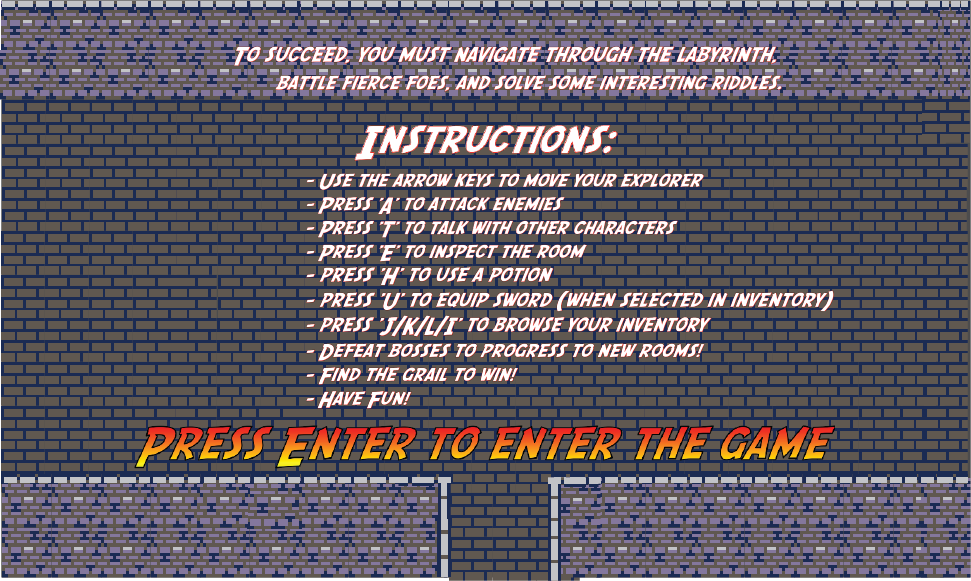 To succeed, you must navigate through the labyrinth,
battle fierce foes, and solve some interesting riddles.
Instructions:
- Use the arrow keys to move your explorer
- Press 'A' to attack enemies
- Press 'T' to talk with other characters
- Press 'E' to inspect the room
- Press 'H' to use a potion
- Press 'U' to equip sword (when selected in inventory)
- Press 'J/K/L/I' to browse your inventory
- Defeat bosses to progress to new rooms!
- Find the grail to win!
- Have Fun!
Press Enter to enter the game